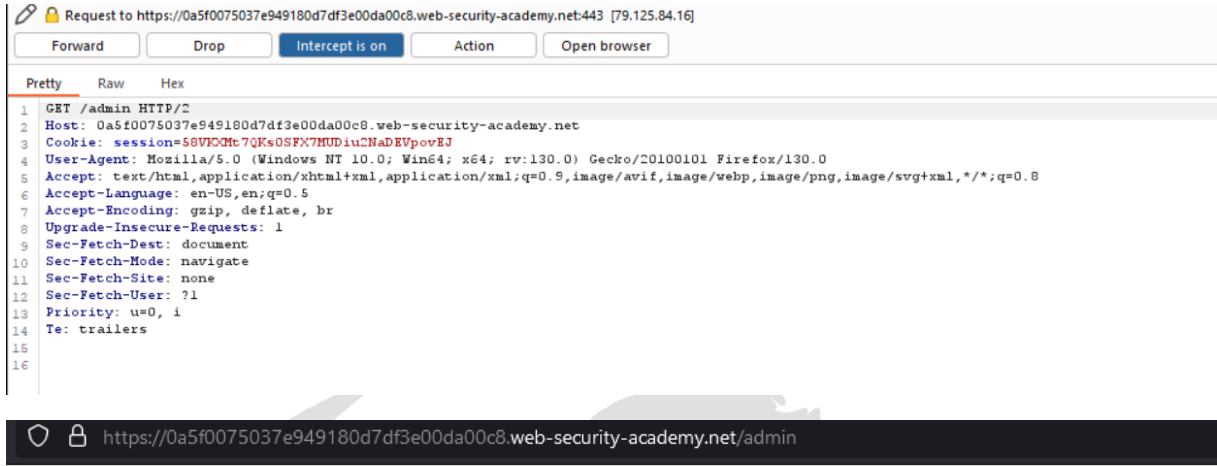 Request to https://0a5f0075037e949180d7df3e00da00c8.web-security-academy.net:443 [79.125.84.16]
Forward Drop Intercept is on Action Open browser
Pretty Raw Hex
1 GET /admin HTTP/2
2 Host: 0a5f0075037e949180d7df3e00da00c8.web-security-academy.net
3 Cookie: session=58VKXMt7QKs0SFX7MUDiu2NaDEVpovEJ
4 User-Agent: Mozilla/5.0 (Windows NT 10.0; Win64; x64; rv:130.0) Gecko/20100101 Firefox/130.0
5 Accept: text/html,application/xhtml+xml,application/xml;q=0.9,image/avif,image/webp,image/png,image/svg+xml,*/*;q=0.8
6 Accept-Language: en-US,en;q=0.5
7 Accept-Encoding: gzip, deflate, br
8 Upgrade-Insecure-Requests: 1
9 Sec-Fetch-Dest: document
10 Sec-Fetch-Mode: navigate
11 Sec-Fetch-Site: none
12 Sec-Fetch-User: ?1
13 Priority: u=0, i
14 Te: trailers
15
16
https://0a5f0075037e949180d7df3e00da00c8.web-security-academy.net/admin